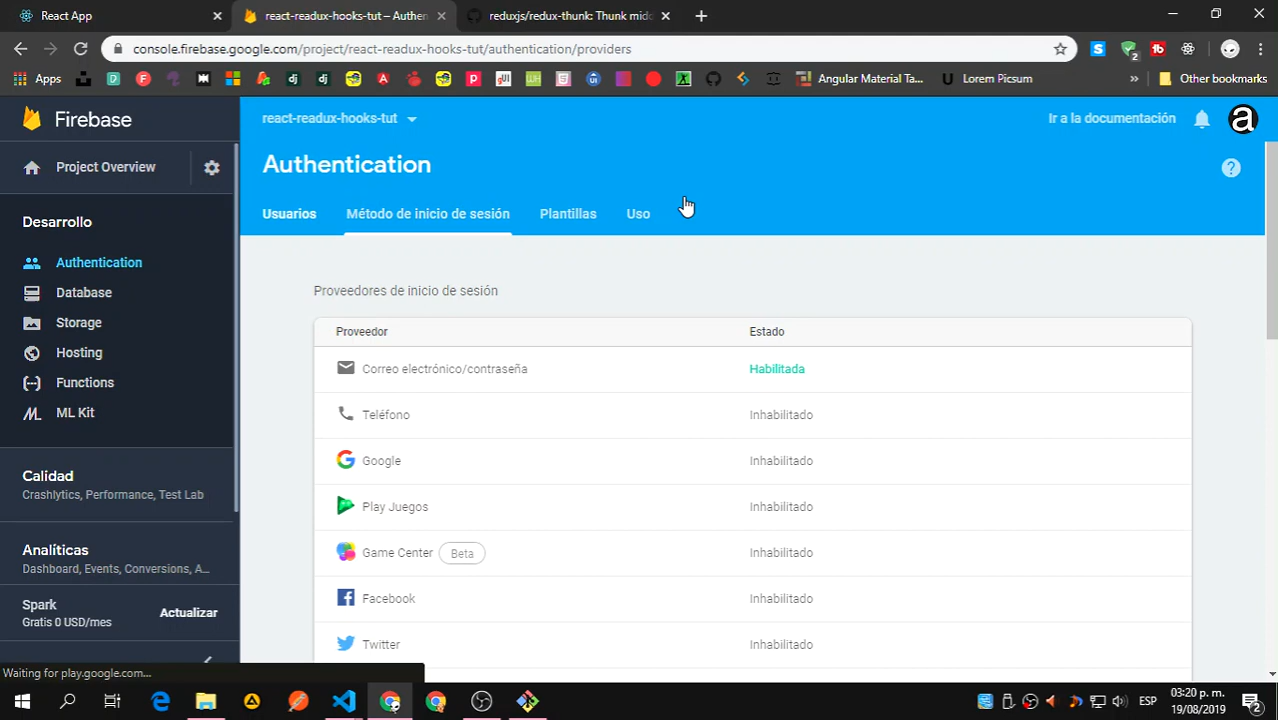 React App
react-readux-hooks-tut – Authen
reduxjs/redux-thunk: Thunk midd
console.firebase.google.com/project/react-readux-hooks-tut/authentication/providers
Apps
Angular Material Ta...
Lorem Picsum
Other bookmarks
Firebase
Project Overview
Desarrollo
Authentication
Database
Storage
Hosting
Functions
ML Kit
Calidad
Crashlytics, Performance, Test Lab
Analíticas
Dashboard, Events, Conversions, A...
Spark
Gratis 0 USD/mes
Actualizar
react-readux-hooks-tut
Ir a la documentación
Authentication
Usuarios
Método de inicio de sesión
Plantillas
Uso
Proveedores de inicio de sesión
Proveedor Estado
Correo electrónico/contraseña Habilitada
Teléfono Inhabilitado
Google Inhabilitado
Play Juegos Inhabilitado
Game Center Beta Inhabilitado
Facebook Inhabilitado
Twitter Inhabilitado
Waiting for play.google.com...
ESP
03:20 p. m.
19/08/2019